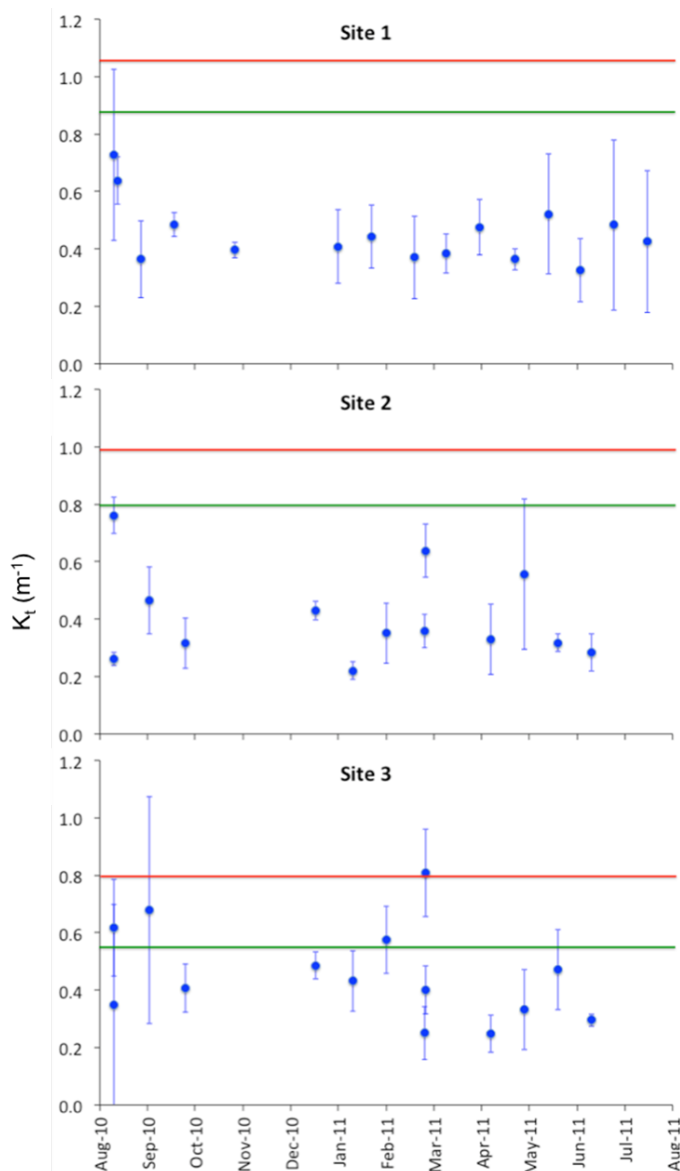 Site 1
1.2
1.0
0.8
0.6
0.4
0.2
0.0
Site 2
1.2
1.0
0.8
0.6
0.4
0.2
0.0
Kt (m-1)
Site 3
1.2
1.0
0.8
0.6
0.4
0.2
0.0
Aug-10
Sep-10
Oct-10
Nov-10
Dec-10
Jan-11
Feb-11
Mar-11
Apr-11
May-11
Jun-11
Jul-11
Aug-11